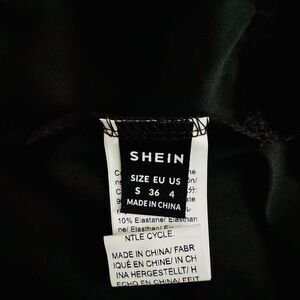 SHEIN
SIZE EU US
S 36 4
MADE IN CHINA
10% Elastane/ Elastan
NTLE CYCLE.
MADE IN CHINA/ FABR
IQUÉ EN CHINE/ IN CH
INA HERGESTELLT/ H
ECHO EN CHINA/ FEIT